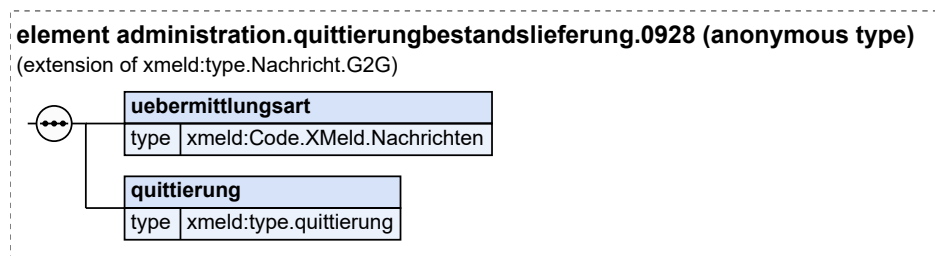 element administration.quittierungbestandslieferung.0928 (anonymous type)
(extension of xmeld:type.Nachricht.G2G)
uebermittlungsart
type xmeld:Code.XMeld.Nachrichten
quittierung
type xmeld:type.quittierung